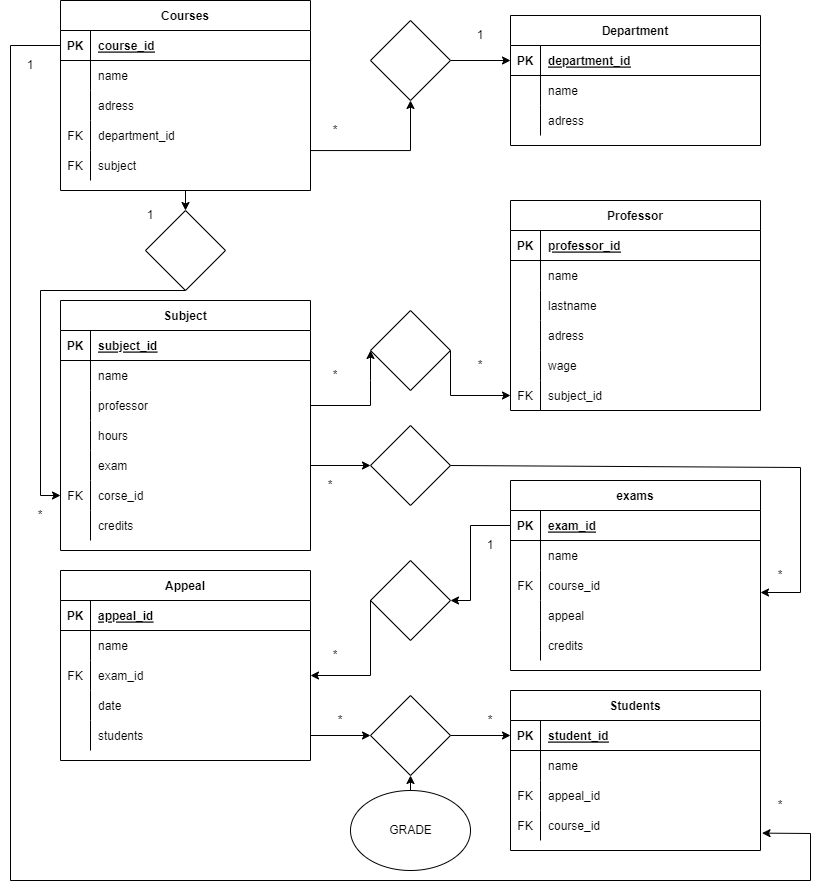 Courses
PK course_id
name
adress
FK department_id
FK subject
1
*
1
Department
PK department_id
name
adress
1
Professor
PK professor_id
name
lastname
adress
wage
FK subject_id
Subject
PK subject_id
name
professor
hours
exam
FK corse_id
credits
*
*
*
*
exams
PK exam_id
name
FK course_id
appeal
credits
1
*
Appeal
PK appeal_id
name
FK exam_id
date
students
*
*
*
Students
PK student_id
name
FK appeal_id
FK course_id
*
GRADE